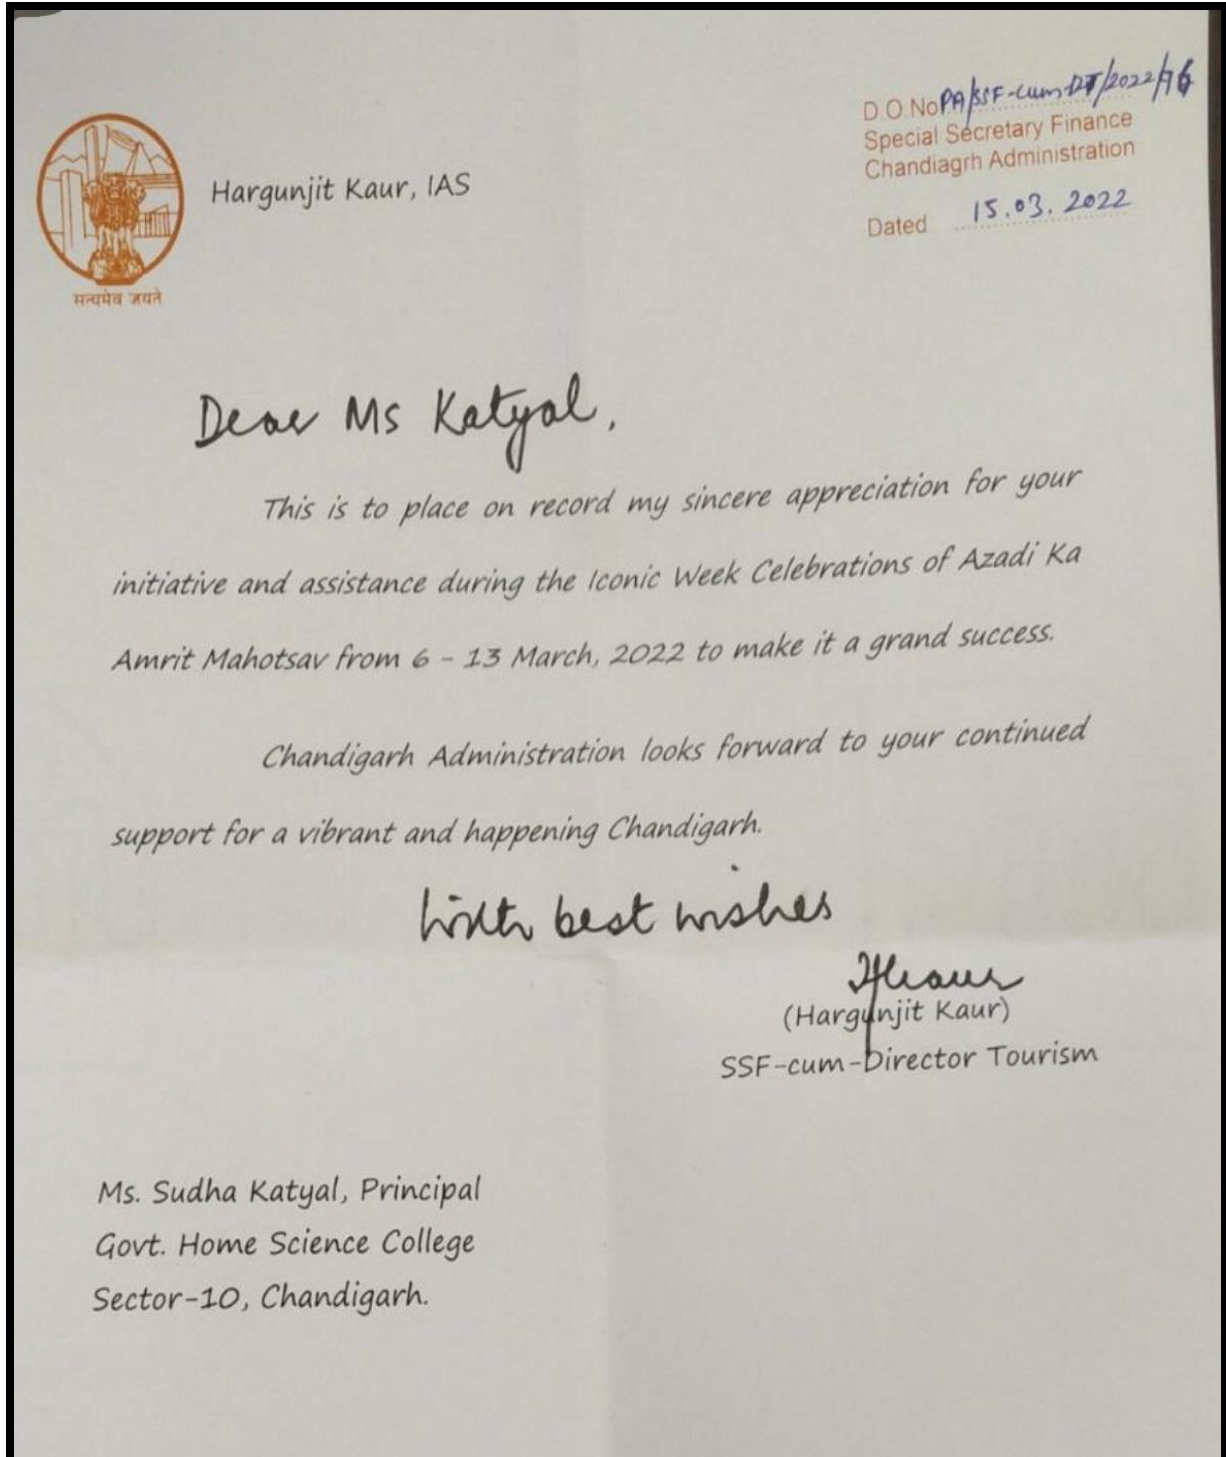 D.O.No PA/SSF-cum-DT/2022/76
Special Secretary Finance
Chandiagrh Administration
Dated 15.03.2022
Hargunjit Kaur, IAS
सत्यमेव जयते
Dear Ms Katyal,
This is to place on record my sincere appreciation for your
initiative and assistance during the Iconic Week Celebrations of Azadi Ka
Amrit Mahotsav from 6 - 13 March, 2022 to make it a grand success.
Chandigarh Administration looks forward to your continued
support for a vibrant and happening Chandigarh.
With best wishes
(Hargunjit Kaur)
SSF-cum-Director Tourism
Ms. Sudha Katyal, Principal
Govt. Home Science College
Sector-10, Chandigarh.